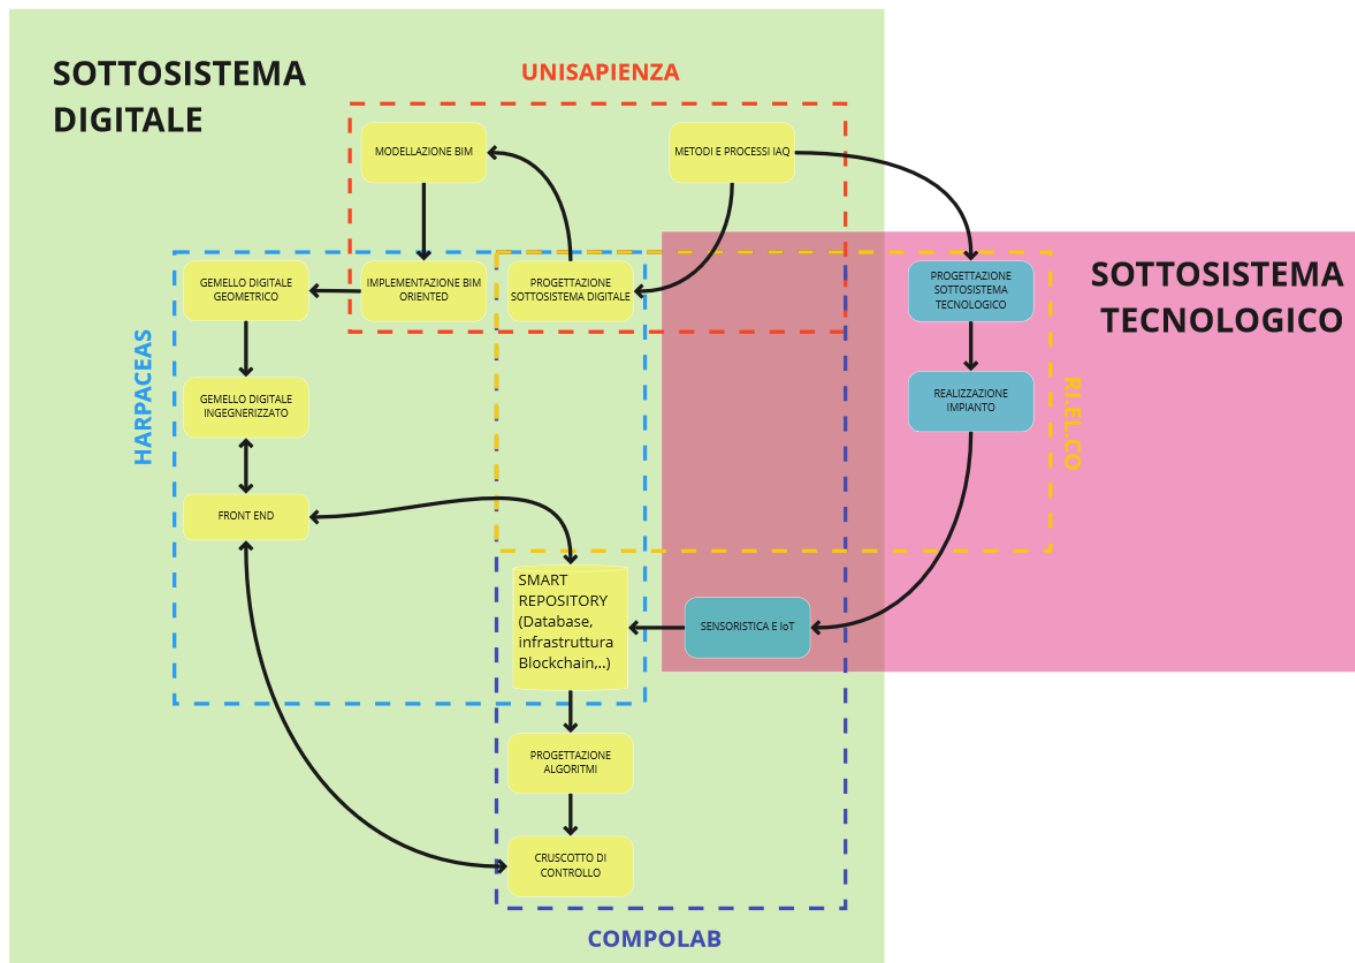 SOTTOSISTEMA
DIGITALE
UNISAPIENZA
MODELLAZIONE BIM
METODI E PROCESSI IAQ
GEMELLO DIGITALE
GEOMETRICO
IMPLEMENTAZIONE BIM
ORIENTED
PROGETTAZIONE
SOTTOSISTEMA DIGITALE
PROGETTAZIONE
SOTTOSISTEMA
TECNOLOGICO
SOTTOSISTEMA
TECNOLOGICO
HARPACEAS
GEMELLO DIGITALE
INGEGNERIZZATO
REALIZZAZIONE
IMPIANTO
RI.EL.CO
FRONT END
SMART
REPOSITORY
(Database,
infrastruttura
Blockchain,..)
SENSORISTICA E IoT
PROGETTAZIONE
ALGORITMI
CRUSCOTTO DI
CONTROLLO
COMPOLAB